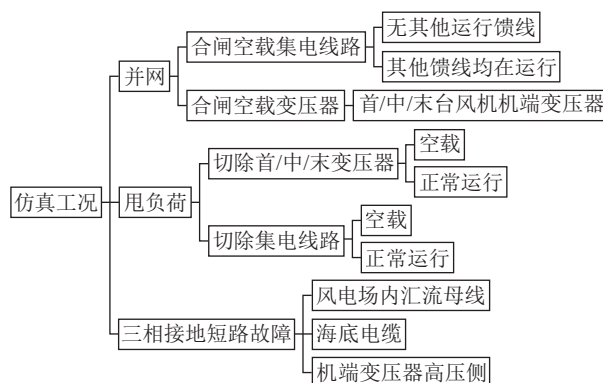 无其他运行馈线
合闸空载集电线路
其他馈线均在运行
并网
合闸空载变压器
首/中/末台风机机端变压器
空载
切除首/中/末变压器
正常运行
仿真工况
甩负荷
空载
切除集电线路
正常运行
风电场内汇流母线
三相接地短路故障
海底电缆
机端变压器高压侧